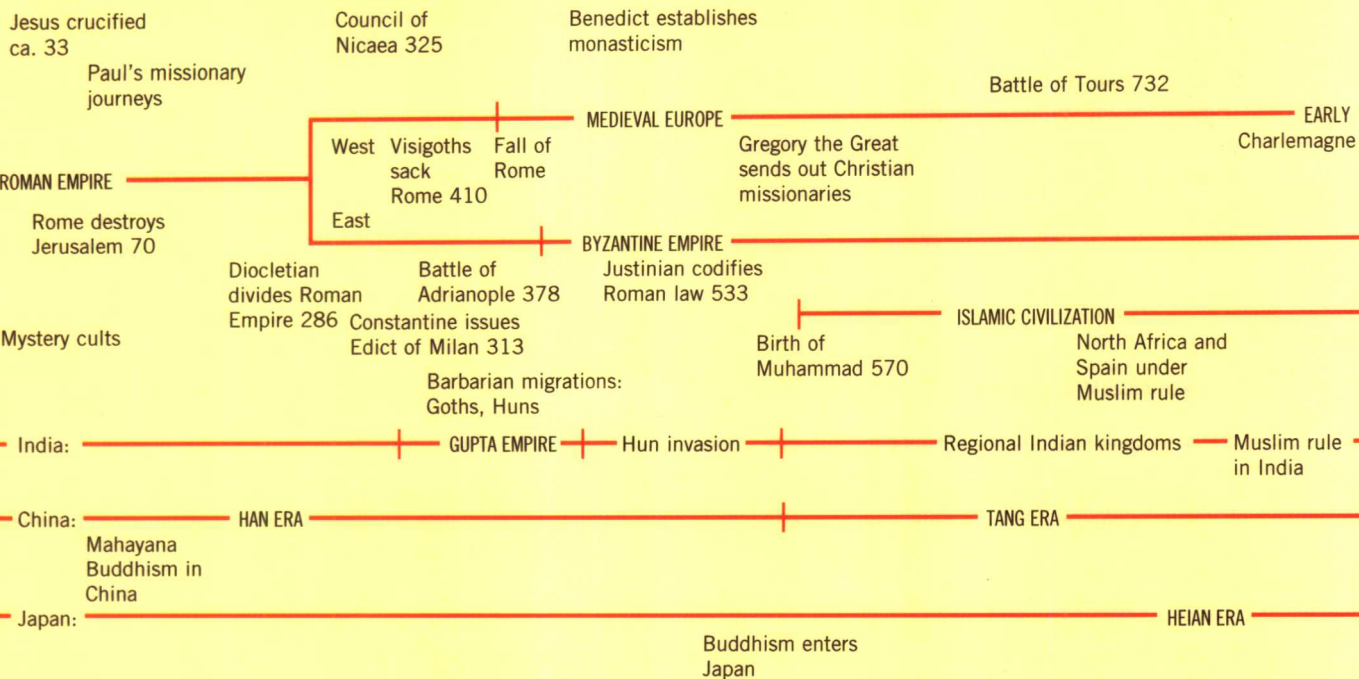 Jesus crucified
ca. 33
Paul's missionary
journeys
Council of
Nicaea 325
Benedict establishes
monasticism
Battle of Tours 732
MEDIEVAL EUROPE
EARLY
Charlemagne
West
Visigoths
sack
Rome 410
Fall of
Rome
Gregory the Great
sends out Christian
missionaries
ROMAN EMPIRE
Rome destroys
Jerusalem 70
East
BYZANTINE EMPIRE
Diocletian
divides Roman
Empire 286
Battle of
Adrianople 378
Justinian codifies
Roman law 533
Constantine issues
Edict of Milan 313
Mystery cults
ISLAMIC CIVILIZATION
Birth of
Muhammad 570
North Africa and
Spain under
Muslim rule
Barbarian migrations:
Goths, Huns
India:
GUPTA EMPIRE
Hun invasion
Regional Indian kingdoms
Muslim rule
in India
China:
HAN ERA
TANG ERA
Mahayana
Buddhism in
China
Japan:
HEIAN ERA
Buddhism enters
Japan